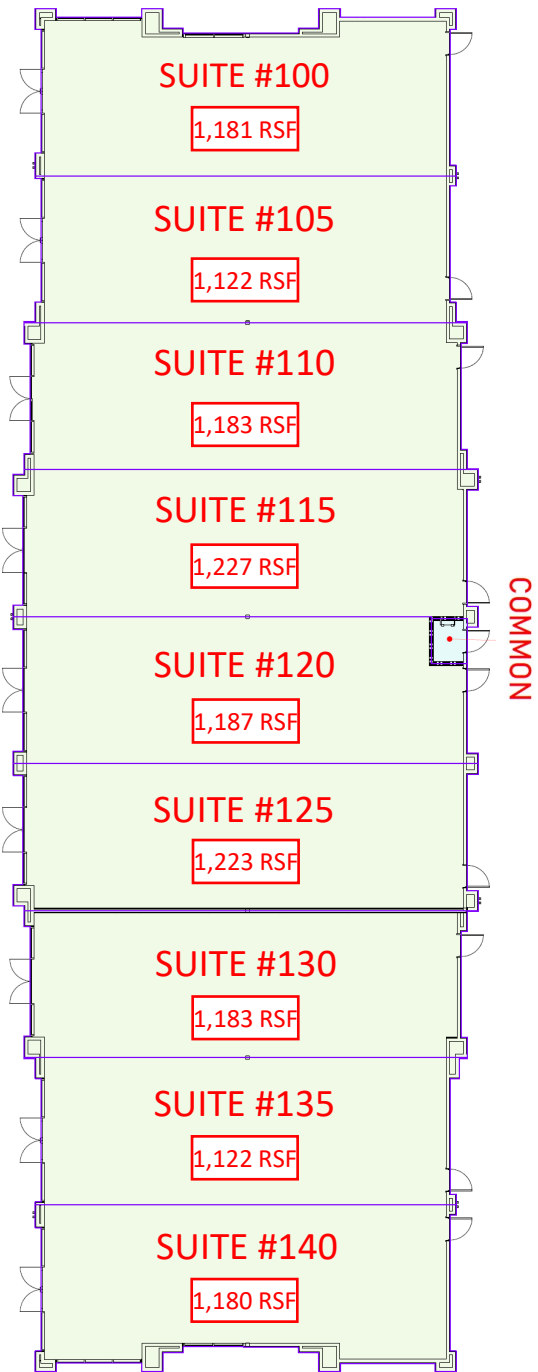 SUITE #100
1,181 RSF
SUITE #105
1,122 RSF
SUITE #110
1,183 RSF
SUITE #115
1,227 RSF
COMMON
SUITE #120
1,187 RSF
SUITE #125
1,223 RSF
SUITE #130
1,183 RSF
SUITE #135
1,122 RSF
SUITE #140
1,180 RSF